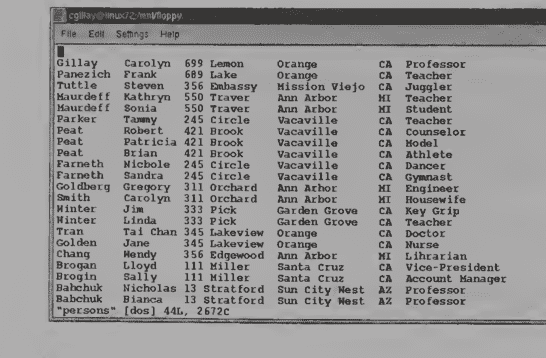 cgillay@linux72:/mnt/floppy
File Edit Settings Help
Gillay Carolyn 699 Lemon Orange CA Professor
Panezich Frank 689 Lake Orange CA Teacher
Tuttle Steven 356 Embassy Mission Viejo CA Juggler
Maurdeff Kathryn 550 Traver Ann Arbor MI Teacher
Maurdeff Sonia 550 Traver Ann Arbor MI Student
Parker Tammy 245 Circle Vacaville CA Teacher
Peat Robert 421 Brook Vacaville CA Counselor
Peat Patricia 421 Brook Vacaville CA Model
Peat Brian 421 Brook Vacaville CA Athlete
Farneth Nichole 245 Circle Vacaville CA Dancer
Farneth Sandra 245 Circle Vacaville CA Gymnast
Goldberg Gregory 311 Orchard Ann Arbor MI Engineer
Smith Carolyn 311 Orchard Ann Arbor MI Housewife
Winter Jim 333 Pick Garden Grove CA Key Grip
Winter Linda 333 Pick Garden Grove CA Teacher
Tran Tai Chan 345 Lakeview Orange CA Doctor
Golden Jane 345 Lakeview Orange CA Nurse
Chang Wendy 356 Edgewood Ann Arbor MI Librarian
Brogan Lloyd 111 Miller Santa Cruz CA Vice-President
Brogin Sally 111 Miller Santa Cruz CA Account Manager
Babchuk Nicholas 13 Stratford Sun City West AZ Professor
Babchuk Bianca 13 Stratford Sun City West AZ Professor
"persons" [dos] 44L, 2672C